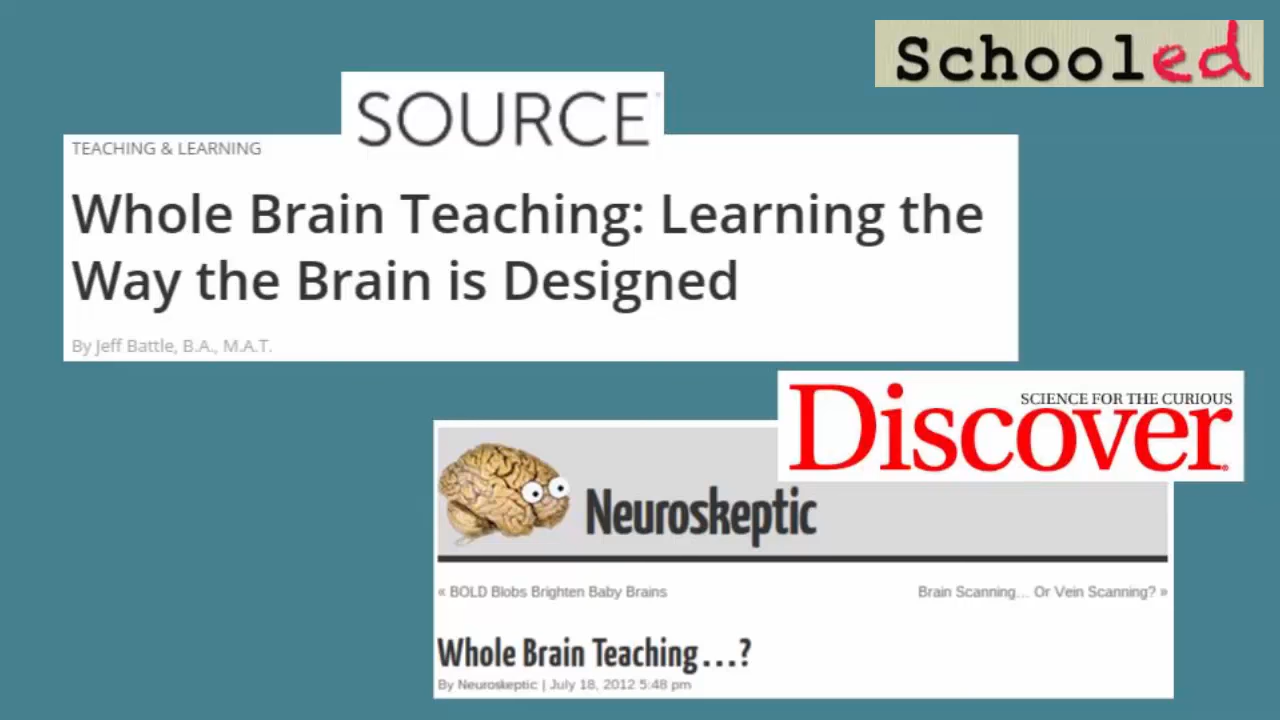 Schooled
SOURCE
TEACHING & LEARNING
Whole Brain Teaching: Learning the
Way the Brain is Designed
By Jeff Battle, B.A., M.A.T.
SCIENCE FOR THE CURIOUS
Discover
Neuroskeptic
« BOLD Blobs Brighten Baby Brains
Brain Scanning... Or Vein Scanning? »
Whole Brain Teaching...?
By Neuroskeptic | July 18, 2012 5:48 pm